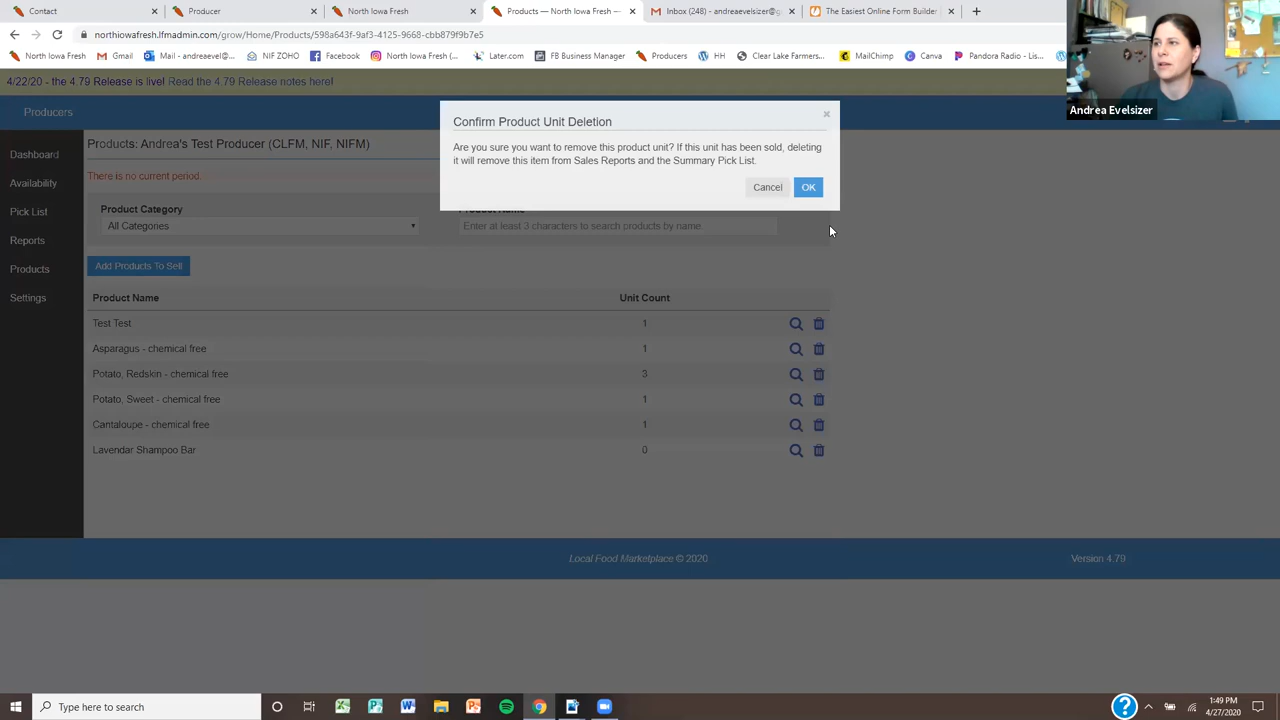 Contact
Producer
North Iowa Fresh
Products — North Iowa Fresh —
Inbox (248) - andreaevelsizer@g
The Easiest Online Form Builder
northiowafresh.lfmadmin.com/grow/Home/Products/598a643f-9af3-4125-9668-cbb879f9b7e5
North Iowa Fresh
Gmail
Mail - andreaevel@...
NIF ZOHO
Facebook
North Iowa Fresh (...
Later.com
FB Business Manager
Producers
HH
Clear Lake Farmers...
MailChimp
Canva
Pandora Radio - Lis...
4/22/20 - the 4.79 Release is live! Read the 4.79 Release notes here!
Andrea Evelsizer
Producers
Confirm Product Unit Deletion
Are you sure you want to remove this product unit? If this unit has been sold, deleting
it will remove this item from Sales Reports and the Summary Pick List.
Cancel
OK
Dashboard
Availability
Pick List
Reports
Products
Settings
Products: Andrea's Test Producer (CLFM, NIF, NIFM)
There is no current period.
Product Category
Product Name
All Categories
Enter at least 3 characters to search products by name.
Add Products To Sell
Product Name Unit Count
Test Test 1
Asparagus - chemical free 1
Potato, Redskin - chemical free 3
Potato, Sweet - chemical free 1
Cantaloupe - chemical free 1
Lavendar Shampoo Bar 0
Local Food Marketplace © 2020
Version 4.79
Type here to search
1:49 PM
4/27/2020